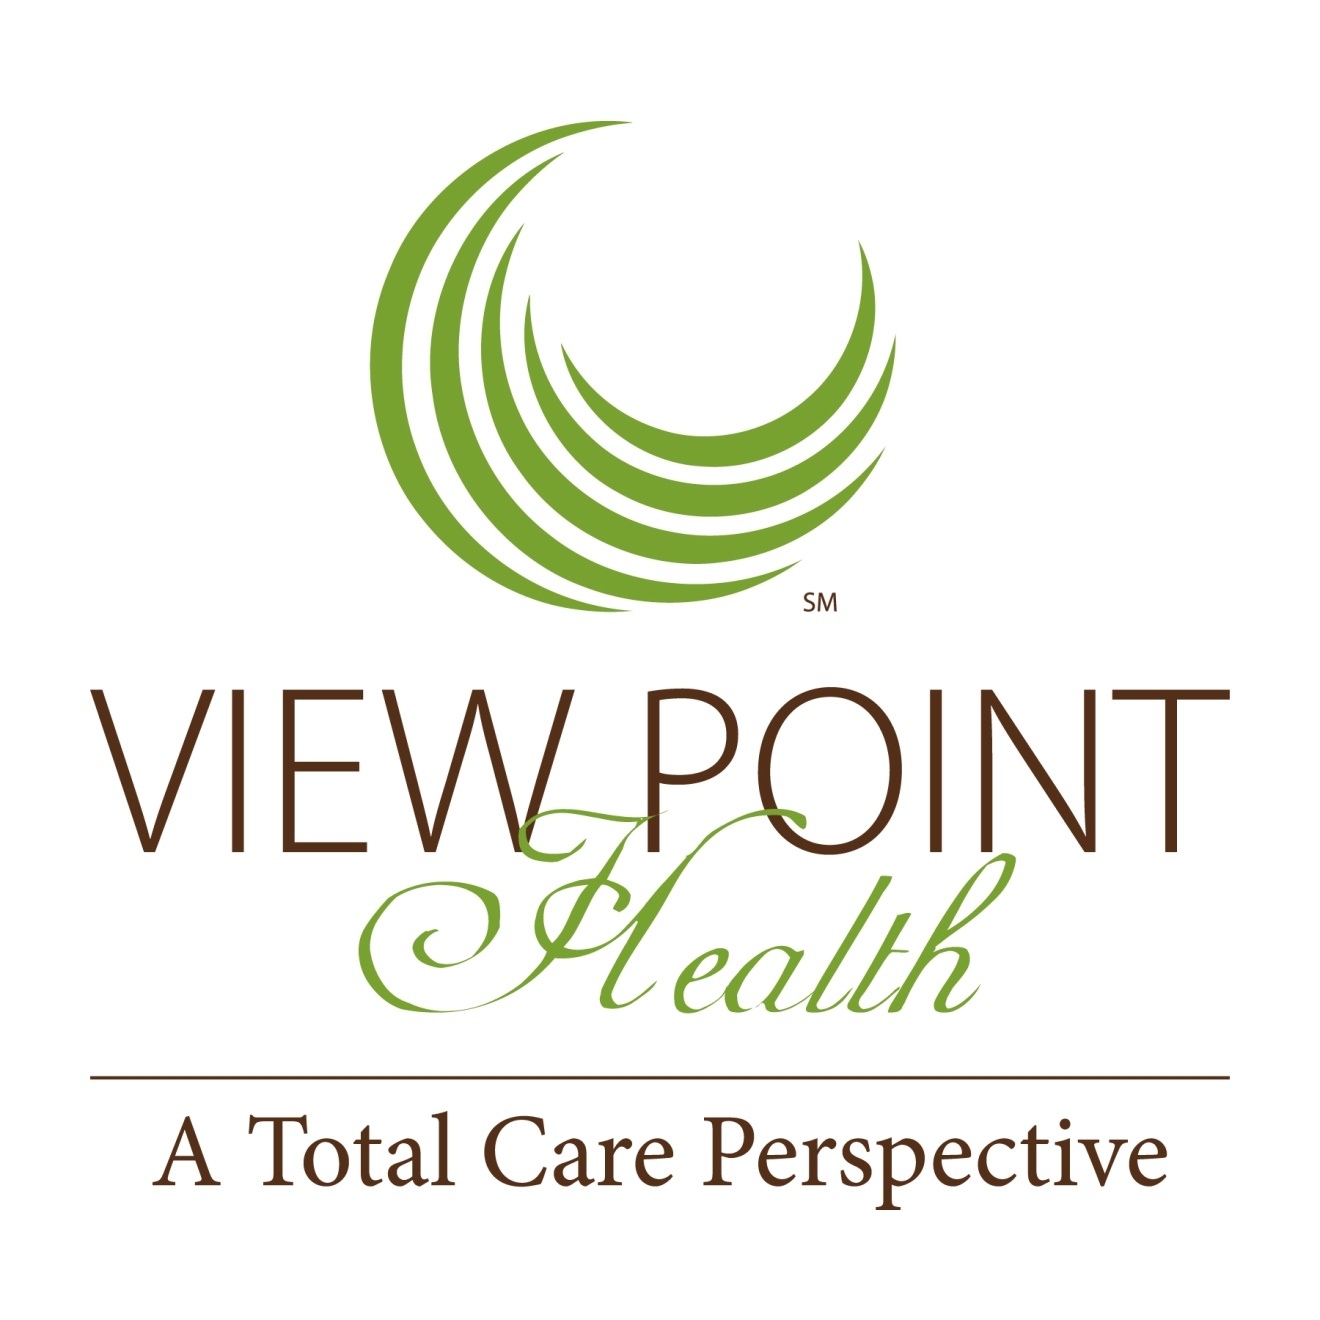 SM
VIEW POINT
Health
A Total Care Perspective